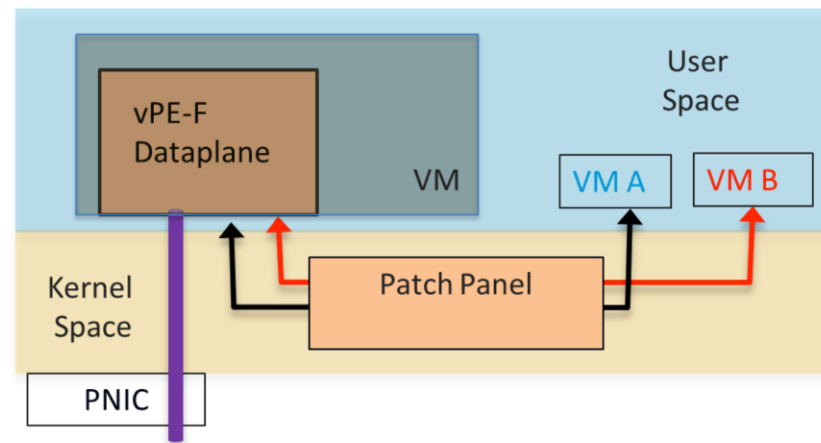 vPE-F
Dataplane
VM
User
Space
VM A
VM B
Kernel
Space
Patch Panel
PNIC